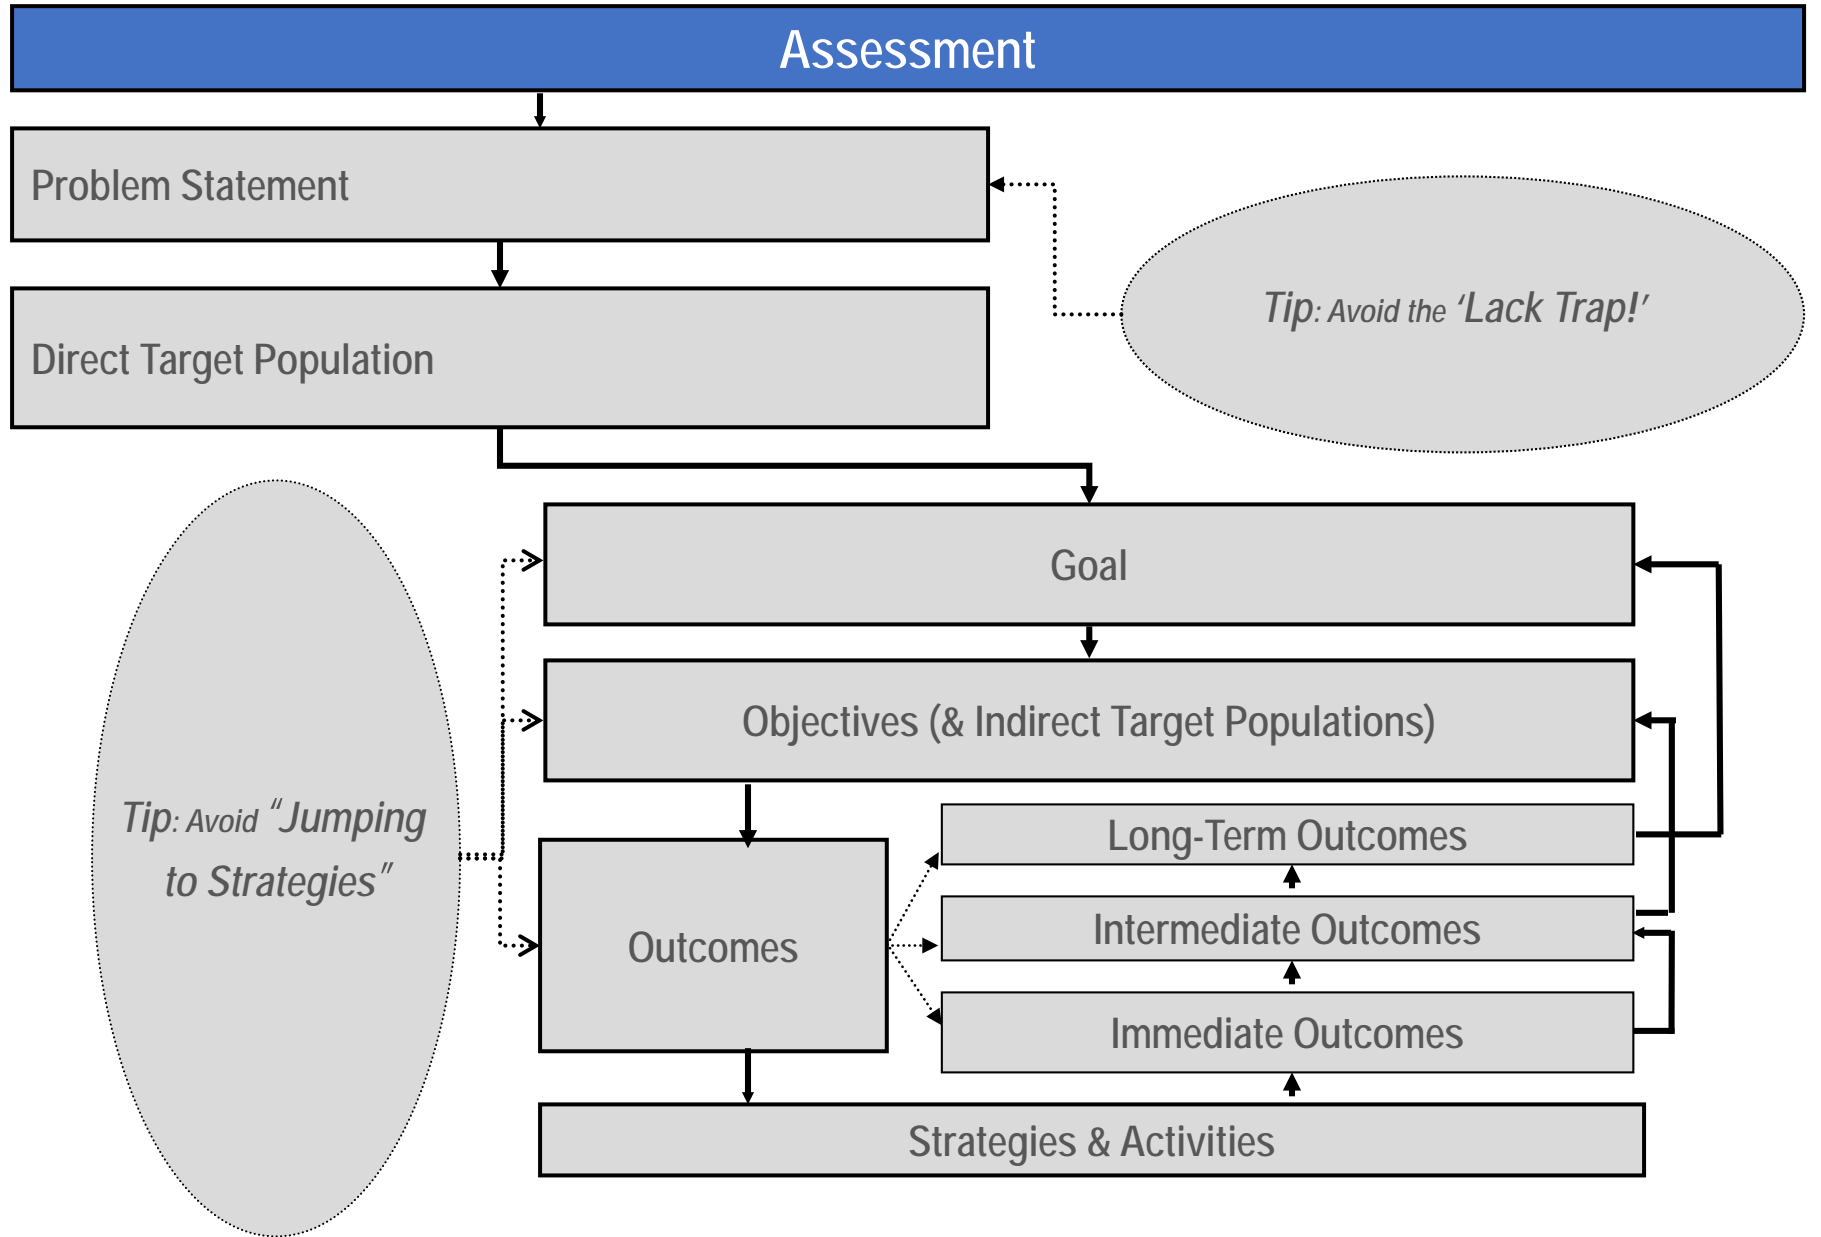 Assessment
Problem Statement
Tip: Avoid the ‘Lack Trap!’
Direct Target Population
Goal
Objectives (& Indirect Target Populations)
Tip: Avoid “Jumping
to Strategies”
Outcomes
Long-Term Outcomes
Intermediate Outcomes
Immediate Outcomes
Strategies & Activities